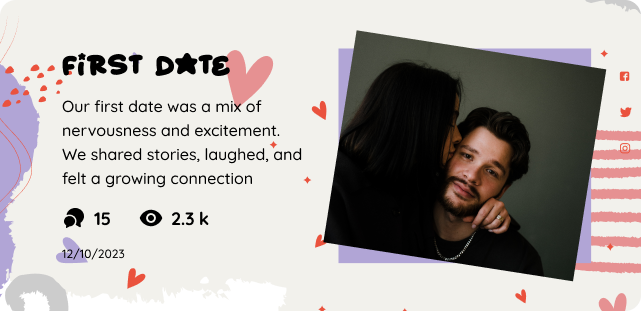 FiRST DATE
Our first date was a mix of
nervousness and excitement.
We shared stories, laughed, and
felt a growing connection
15 2.3 k
12/10/2023